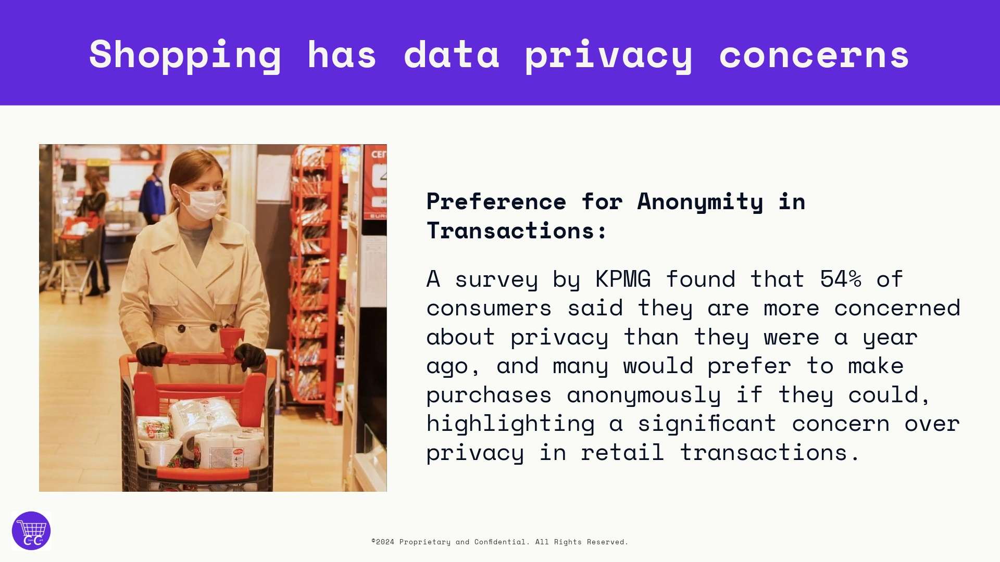 Shopping has data privacy concerns
Preference for Anonymity in
Transactions:
A survey by KPMG found that 54% of
consumers said they are more concerned
about privacy than they were a year
ago, and many would prefer to make
purchases anonymously if they could,
highlighting a significant concern over
privacy in retail transactions.
CC
©2024 Proprietary and Confidential. All Rights Reserved.